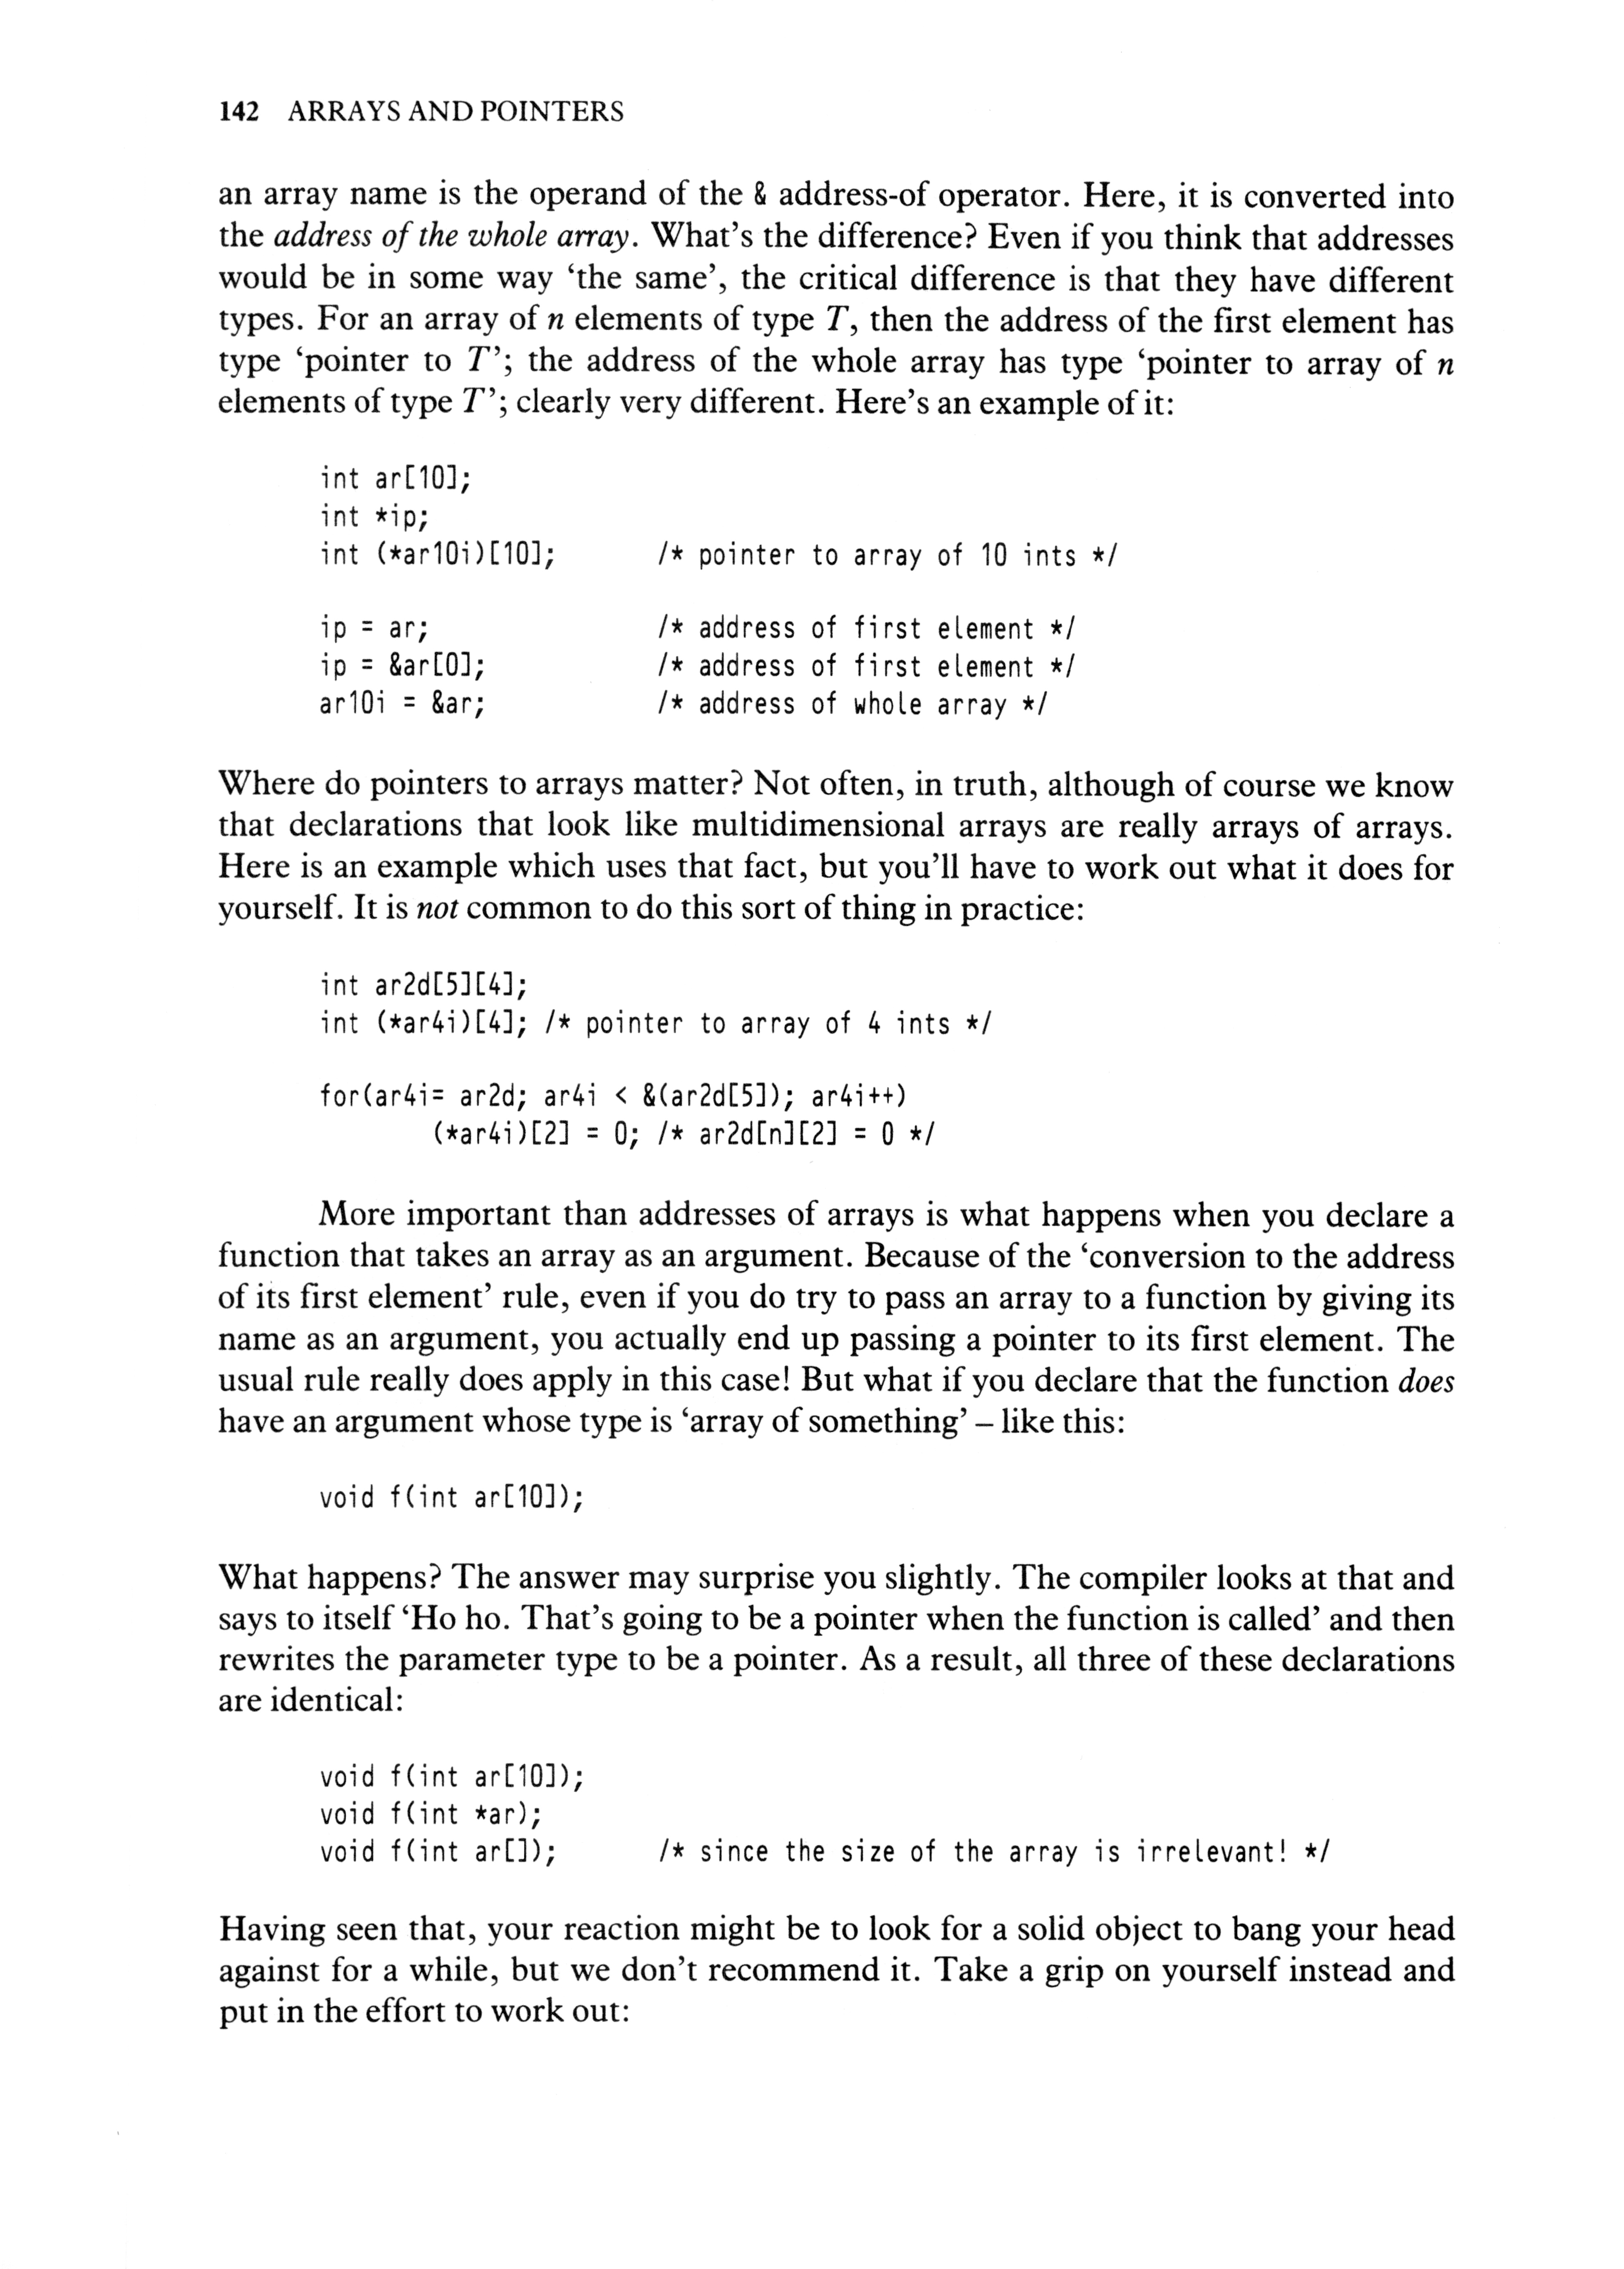 142 ARRAYS AND POINTERS
an array name is the operand of the & address-of operator. Here, it is converted into
the address of the whole array. What's the difference? Even if you think that addresses
would be in some way ‘the same’, the critical difference is that they have different
types. For an array of n elements of type T, then the address of the first element has
type ‘pointer to T’; the address of the whole array has type ‘pointer to array of n
elements of type T’; clearly very different. Here's an example of it:
int ar[10];
int *ip;
int (*ar10i)[10]; /* pointer to array of 10 ints */
ip = ar; /* address of first element */
ip = &ar[0]; /* address of first element */
ar10i = &ar; /* address of whole array */
Where do pointers to arrays matter? Not often, in truth, although of course we know
that declarations that look like multidimensional arrays are really arrays of arrays.
Here is an example which uses that fact, but you'll have to work out what it does for
yourself. It is not common to do this sort of thing in practice:
int ar2d[5][4];
int (*ar4i)[4]; /* pointer to array of 4 ints */
for(ar4i= ar2d; ar4i < &(ar2d[5]); ar4i++)
(*ar4i)[2] = 0; /* ar2d[n][2] = 0 */
More important than addresses of arrays is what happens when you declare a
function that takes an array as an argument. Because of the ‘conversion to the address
of its first element’ rule, even if you do try to pass an array to a function by giving its
name as an argument, you actually end up passing a pointer to its first element. The
usual rule really does apply in this case! But what if you declare that the function does
have an argument whose type is ‘array of something’ – like this:
void f(int ar[10]);
What happens? The answer may surprise you slightly. The compiler looks at that and
says to itself ‘Ho ho. That's going to be a pointer when the function is called’ and then
rewrites the parameter type to be a pointer. As a result, all three of these declarations
are identical:
void f(int ar[10]);
void f(int *ar);
void f(int ar[]); /* since the size of the array is irrelevant! */
Having seen that, your reaction might be to look for a solid object to bang your head
against for a while, but we don't recommend it. Take a grip on yourself instead and
put in the effort to work out: